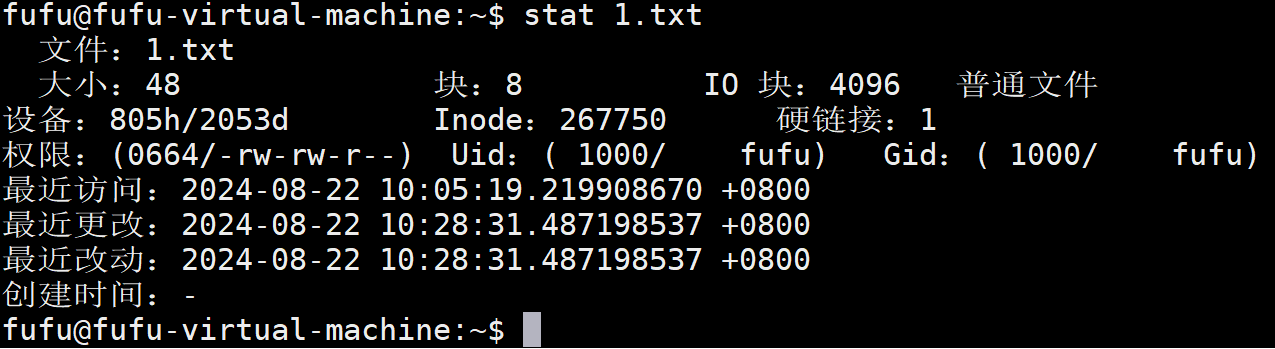 fufu@fufu-virtual-machine:~$ stat 1.txt
  文件：1.txt
  大小：48              块：8          IO 块：4096   普通文件
设备：805h/2053d        Inode：267750      硬链接：1
权限：(0664/-rw-rw-r--)  Uid：( 1000/    fufu)   Gid：( 1000/    fufu)
最近访问：2024-08-22 10:05:19.219908670 +0800
最近更改：2024-08-22 10:28:31.487198537 +0800
最近改动：2024-08-22 10:28:31.487198537 +0800
创建时间：-
fufu@fufu-virtual-machine:~$